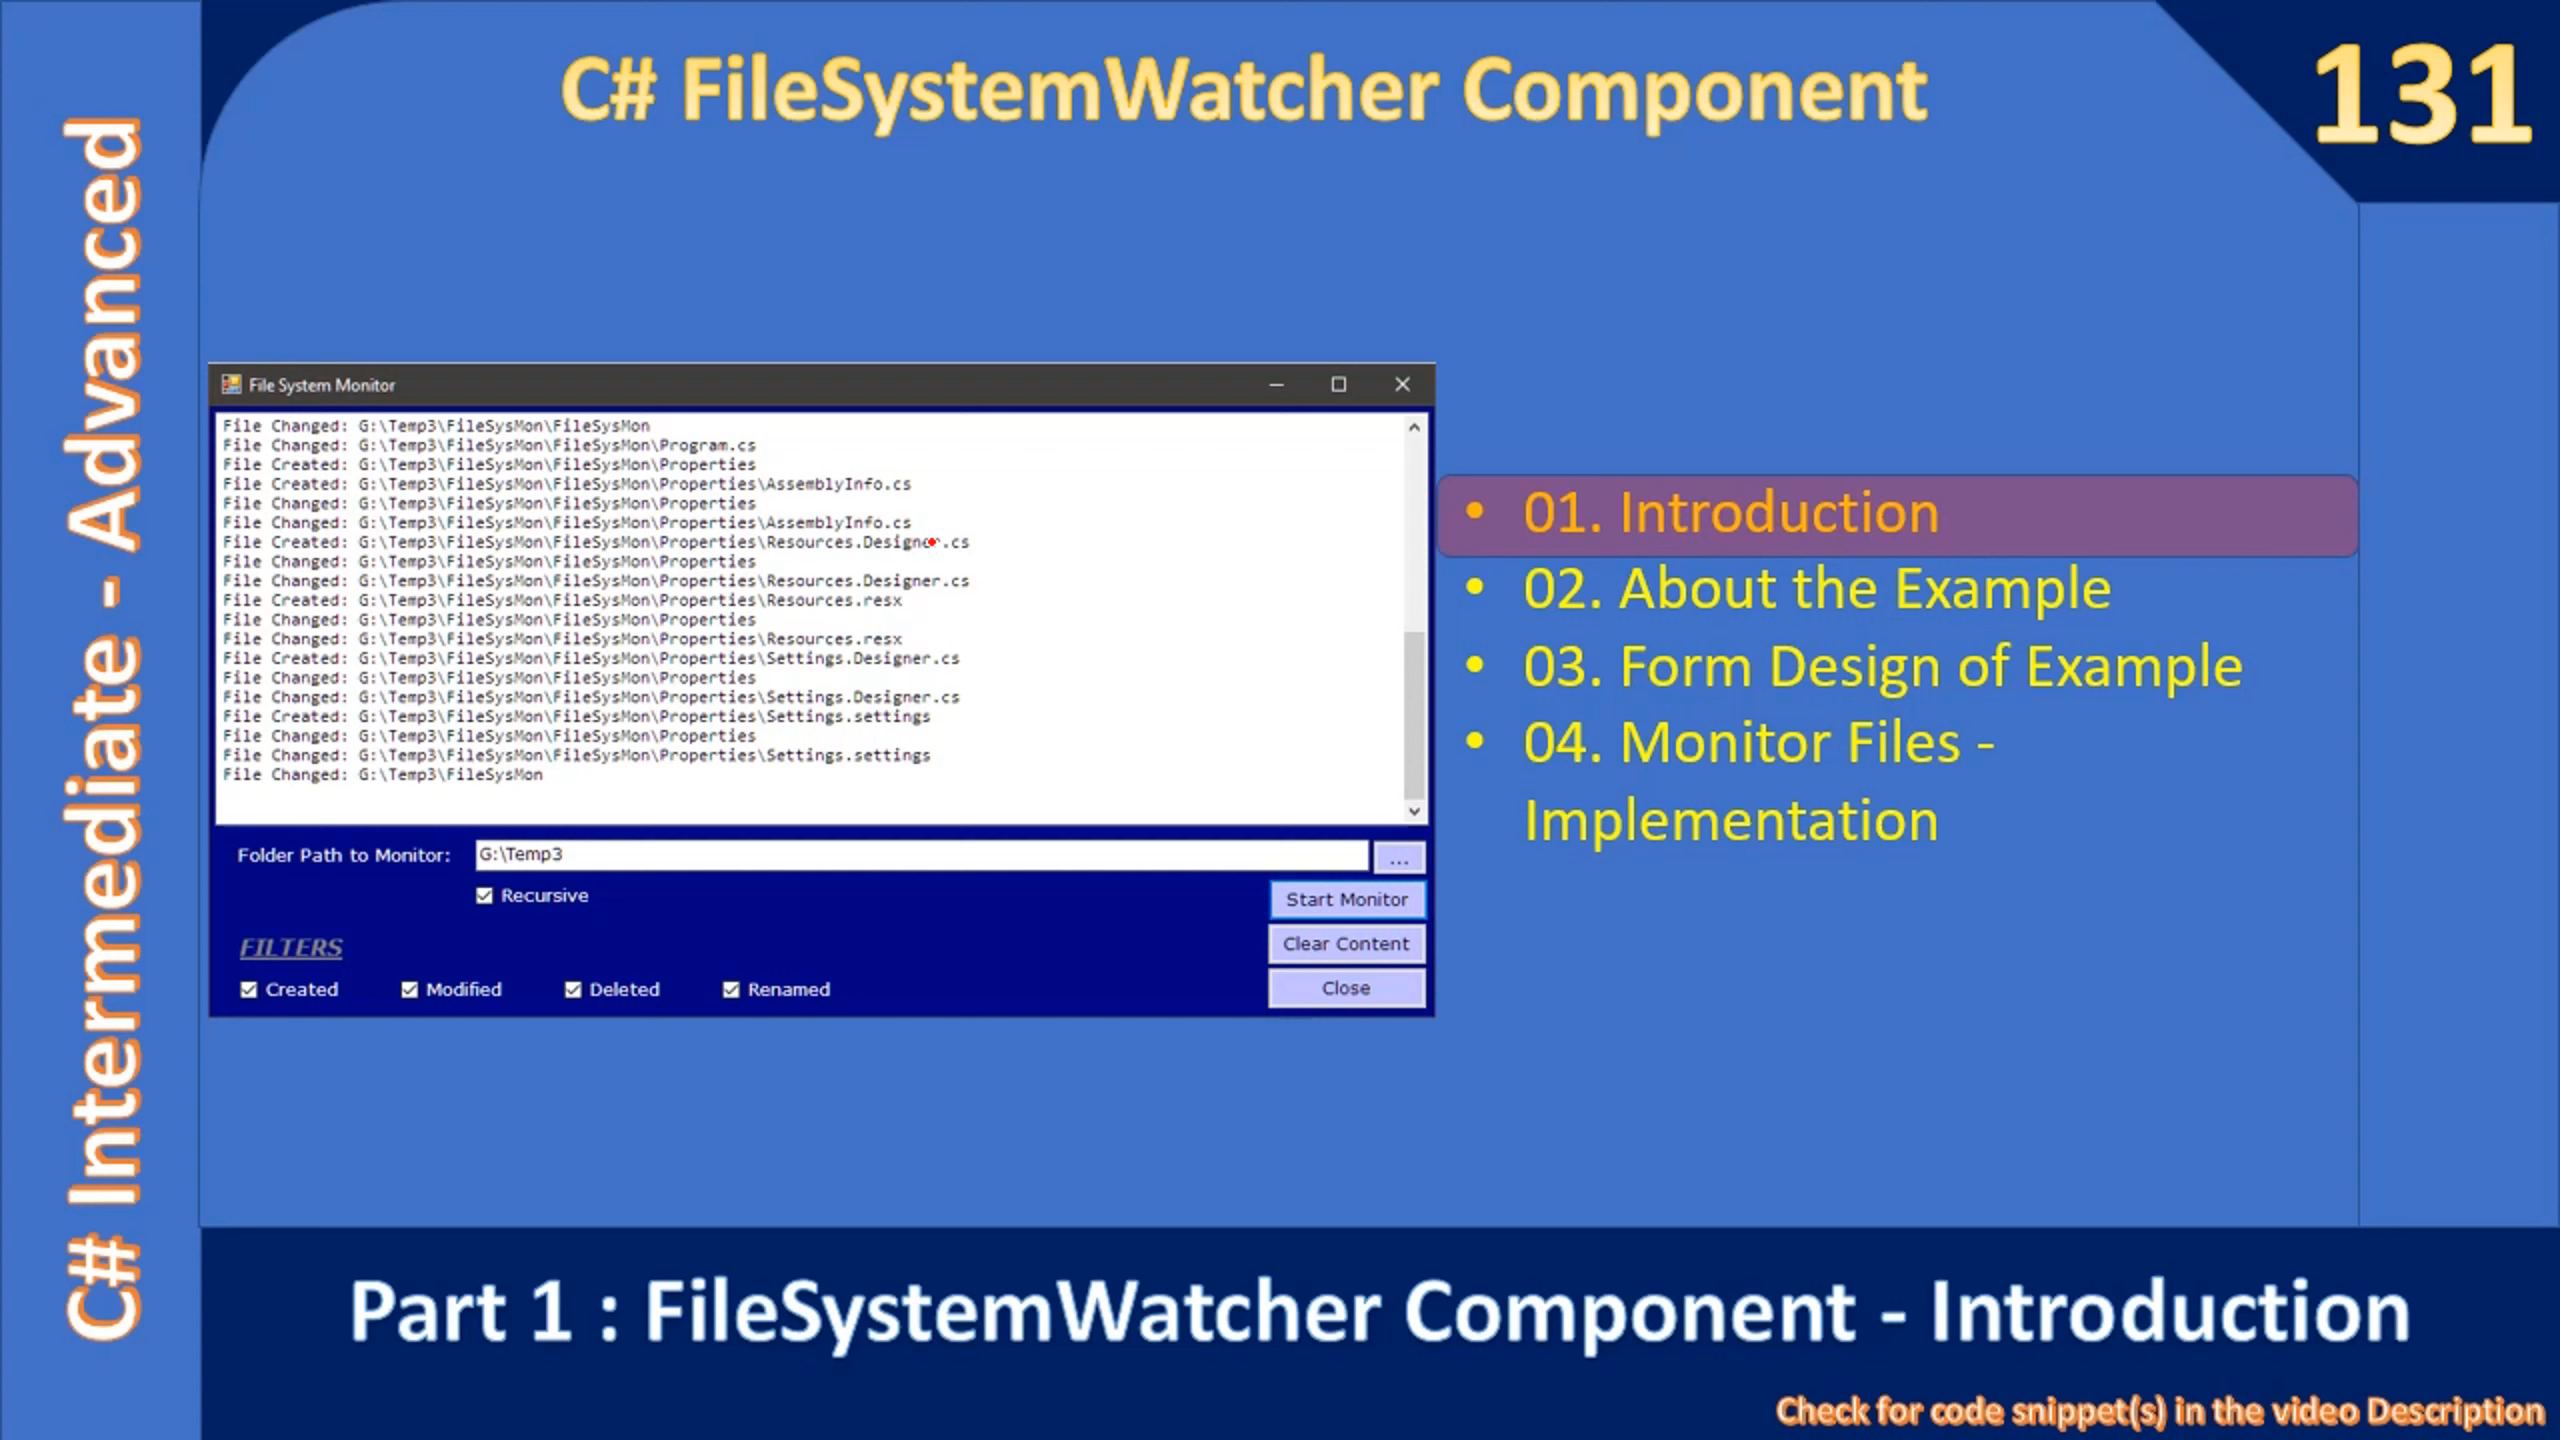 C# FileSystemWatcher Component
131
C# Intermediate - Advanced
File System Monitor
File Changed: G:\Temp3\FileSysMon\FileSysMon
File Changed: G:\Temp3\FileSysMon\FileSysMon\Program.cs
File Created: G:\Temp3\FileSysMon\FileSysMon\Properties
File Created: G:\Temp3\FileSysMon\FileSysMon\Properties\AssemblyInfo.cs
File Changed: G:\Temp3\FileSysMon\FileSysMon\Properties
File Changed: G:\Temp3\FileSysMon\FileSysMon\Properties\AssemblyInfo.cs
File Created: G:\Temp3\FileSysMon\FileSysMon\Properties\Resources.Designer.cs
File Changed: G:\Temp3\FileSysMon\FileSysMon\Properties
File Changed: G:\Temp3\FileSysMon\FileSysMon\Properties\Resources.Designer.cs
File Created: G:\Temp3\FileSysMon\FileSysMon\Properties\Resources.resx
File Changed: G:\Temp3\FileSysMon\FileSysMon\Properties
File Changed: G:\Temp3\FileSysMon\FileSysMon\Properties\Resources.resx
File Created: G:\Temp3\FileSysMon\FileSysMon\Properties\Settings.Designer.cs
File Changed: G:\Temp3\FileSysMon\FileSysMon\Properties
File Changed: G:\Temp3\FileSysMon\FileSysMon\Properties\Settings.Designer.cs
File Created: G:\Temp3\FileSysMon\FileSysMon\Properties\Settings.settings
File Changed: G:\Temp3\FileSysMon\FileSysMon\Properties
File Changed: G:\Temp3\FileSysMon\FileSysMon\Properties\Settings.settings
File Changed: G:\Temp3\FileSysMon
Folder Path to Monitor: G:\Temp3 ...
Recursive
Start Monitor
FILTERS
Clear Content
Created Modified Deleted Renamed
Close
• 01. Introduction
• 02. About the Example
• 03. Form Design of Example
• 04. Monitor Files -
Implementation
Part 1 : FileSystemWatcher Component - Introduction
Check for code snippet(s) in the video Description